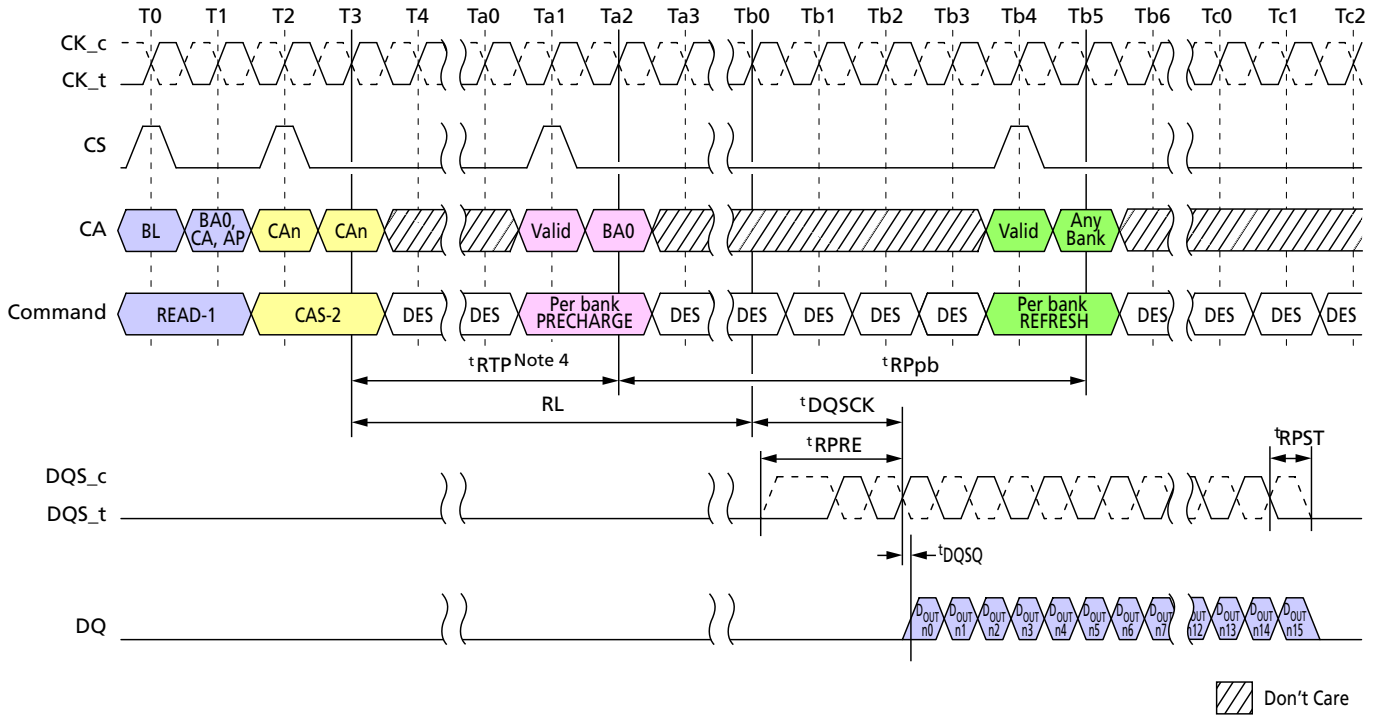 T0 T1 T2 T3 T4 Ta0 Ta1 Ta2 Ta3 Tb0 Tb1 Tb2 Tb3 Tb4 Tb5 Tb6 Tc0 Tc1 Tc2
CK_c
CK_t
CS
CA BL BA0, CA, AP CAn CAn Valid BA0 Valid Any Bank
Command READ-1 CAS-2 DES DES Per bank PRECHARGE DES DES DES DES DES Per bank REFRESH DES DES DES DES
tRTP Note 4 tRPpb
RL tDQSCK
tRPRE tRPST
DQS_c
DQS_t
tDQSQ
DQ DOUT n0 DOUT n1 DOUT n2 DOUT n3 DOUT n4 DOUT n5 DOUT n6 DOUT n7 DOUT n12 DOUT n13 DOUT n14 DOUT n15
Don't Care